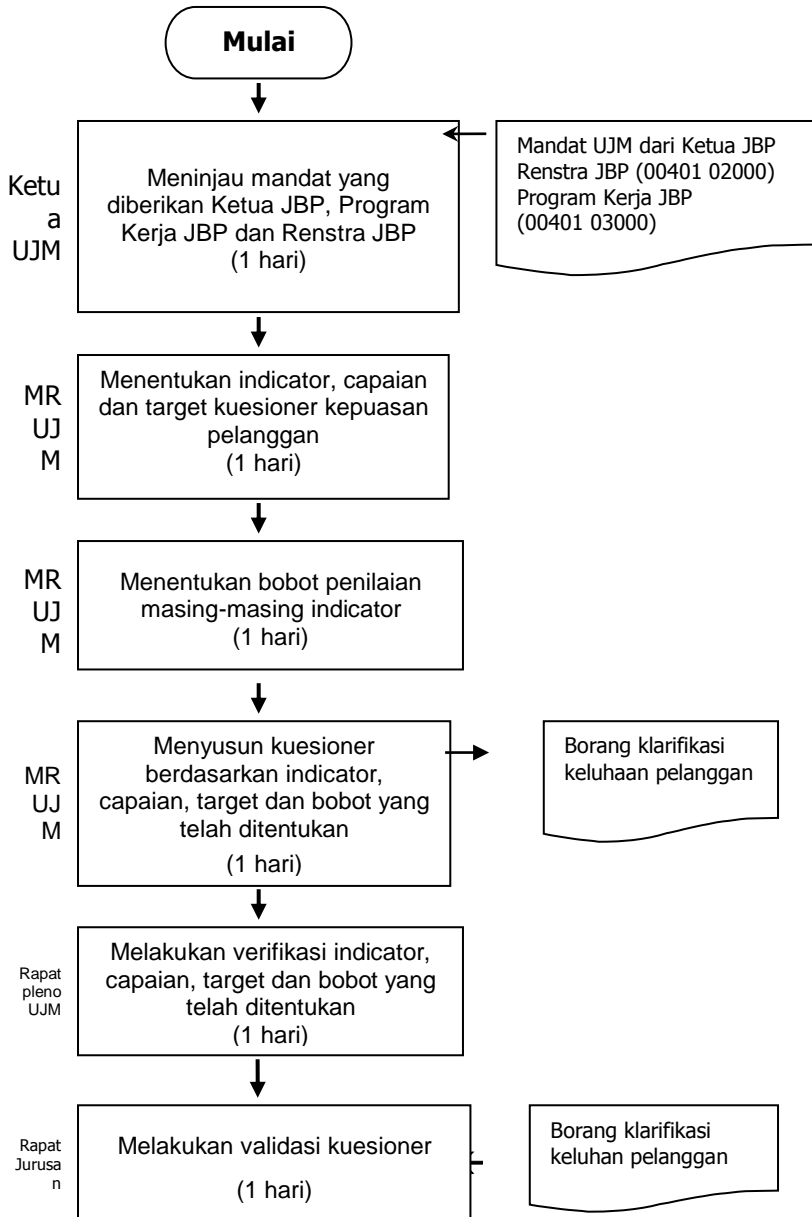 Mulai
Ketu
a
UJM
Meninjau mandat yang
diberikan Ketua JBP, Program
Kerja JBP dan Renstra JBP
(1 hari)
Mandat UJM dari Ketua JBP
Renstra JBP (00401 02000)
Program Kerja JBP
(00401 03000)
MR
UJ
M
Menentukan indicator, capaian
dan target kuesioner kepuasan
pelanggan
(1 hari)
MR
UJ
M
Menentukan bobot penilaian
masing-masing indicator
(1 hari)
MR
UJ
M
Menyusun kuesioner
berdasarkan indicator,
capaian, target dan bobot yang
telah ditentukan
(1 hari)
Borang klarifikasi
keluhaan pelanggan
Rapat
pleno
UJM
Melakukan verifikasi indicator,
capaian, target dan bobot yang
telah ditentukan
(1 hari)
Rapat
Jurusa
n
Melakukan validasi kuesioner
(1 hari)
Borang klarifikasi
keluhan pelanggan